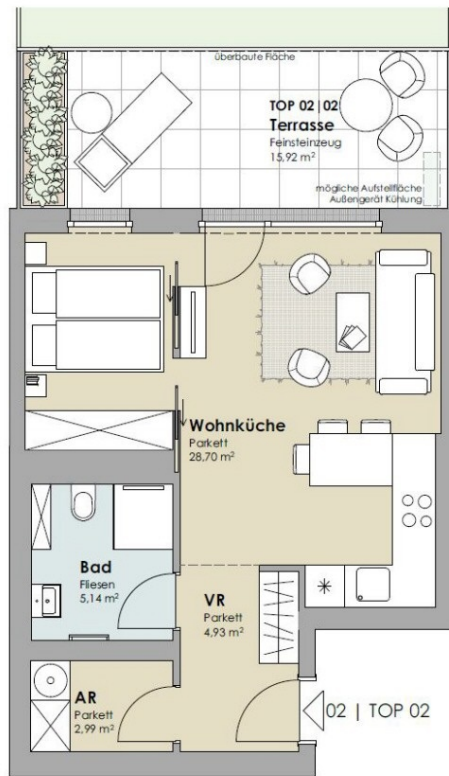 überbaute Fläche
TOP 02|02
Terrasse
Feinsteinzeug
15,92 m²
mögliche Aufstellfläche
Außengerät Kühlung
Wohnküche
Parkett
28,70 m²
Bad
Fliesen
5,14 m²
VR
Parkett
4,93 m²
AR
Parkett
2,99 m²
02 | TOP 02